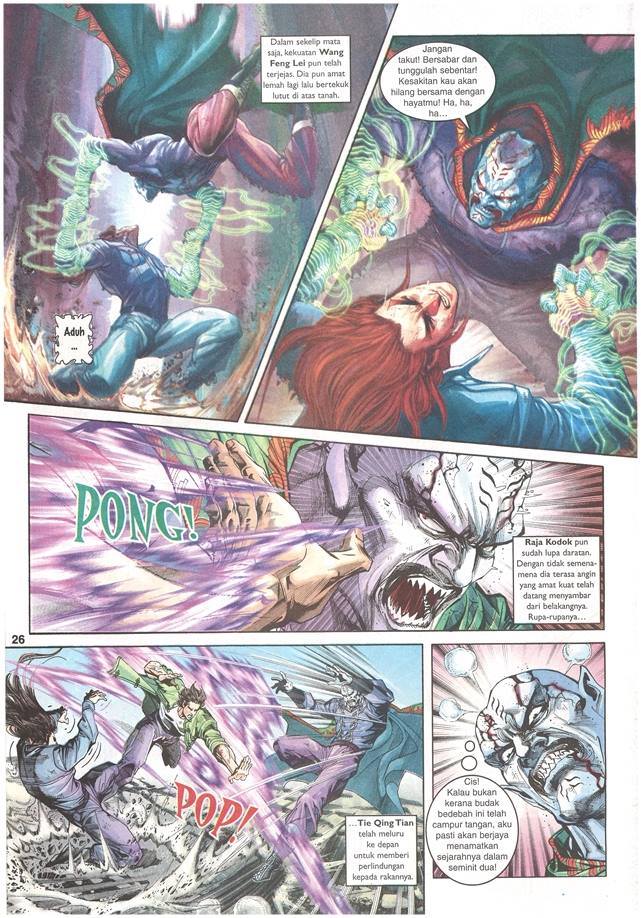 Dalam sekelip mata
saja, kekuatan Wang
Feng Lei pun telah
terjejas. Dia pun amat
lemah lagi lalu bertekuk
lutut di atas tanah.
Jangan
takut! Bersabar dan
tunggulah sebentar!
Kesakitan kau akan
hilang bersama dengan
hayatmu! Ha, ha,
ha...
Aduh
...
PONG!
Raja Kodok pun
sudah lupa daratan.
Dengan tidak semena-
mena dia terasa angin
yang amat kuat telah
datang menyambar
dari belakangnya.
Rupa-rupanya...
26
POP!
...Tie Qing Tian
telah meluru
ke depan
untuk memberi
perlindungan
kepada rakannya.
Cis!
Kalau bukan
kerana budak
bedebah ini telah
campur tangan, aku
pasti akan berjaya
menamatkan
sejarahnya dalam
seminit dua!